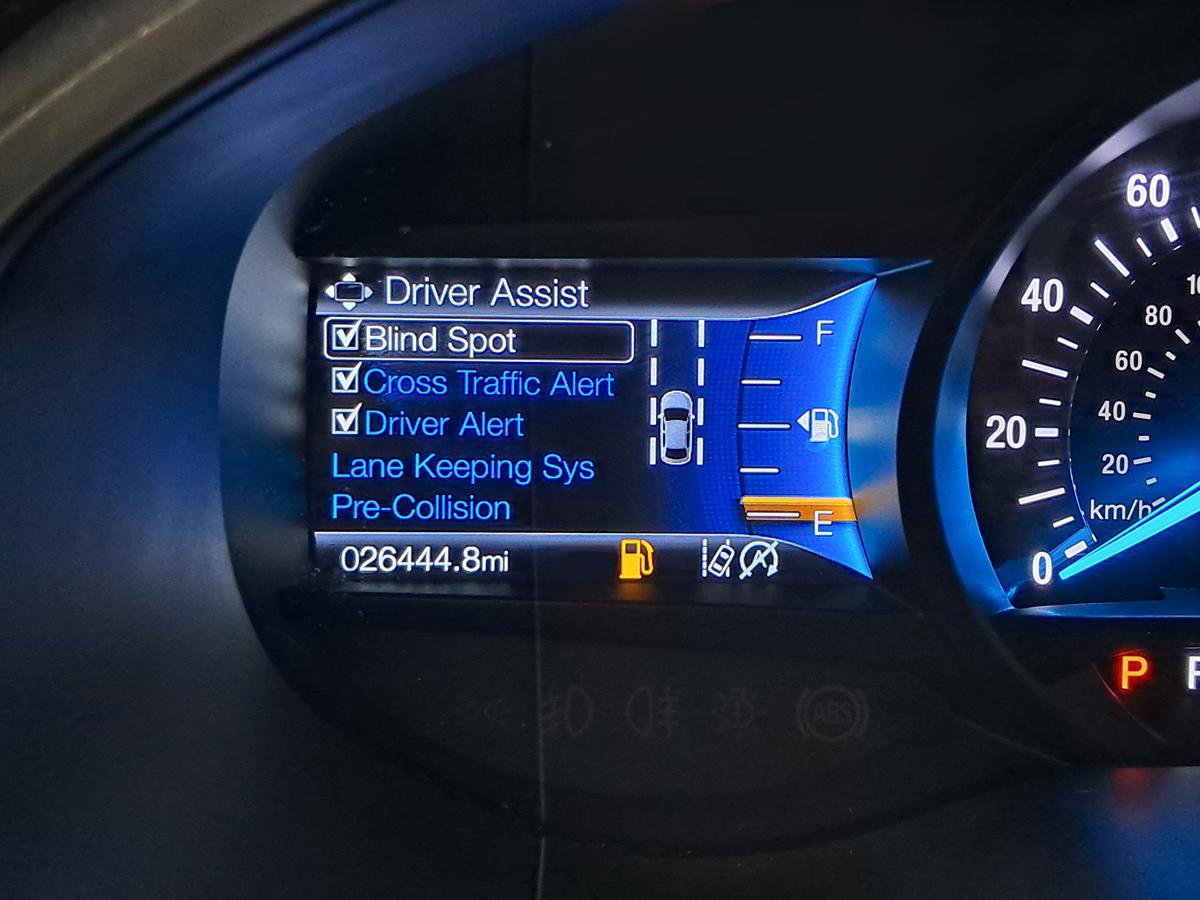 Driver Assist
Blind Spot
Cross Traffic Alert
Driver Alert
Lane Keeping Sys
Pre-Collision
026444.8mi
F
E
60
40
20
0
80
60
40
20
km/h
P
ABS